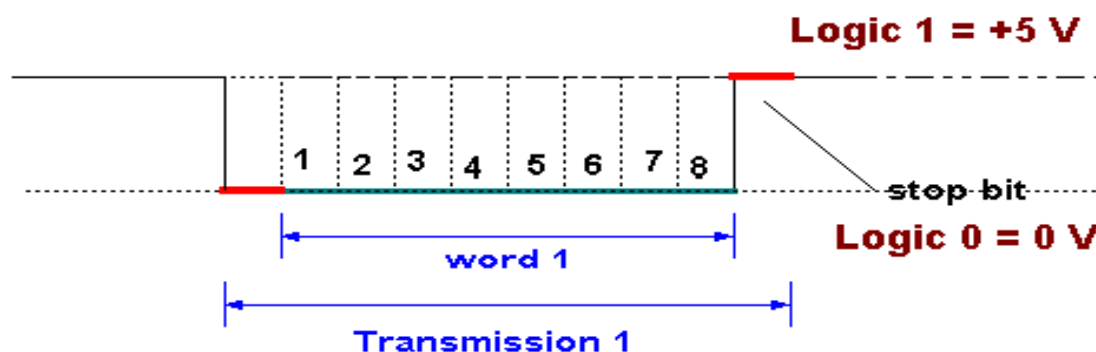 Logic 1 = +5 V
1 2 3 4 5 6 7 8
stop bit
Logic 0 = 0 V
word 1
Transmission 1